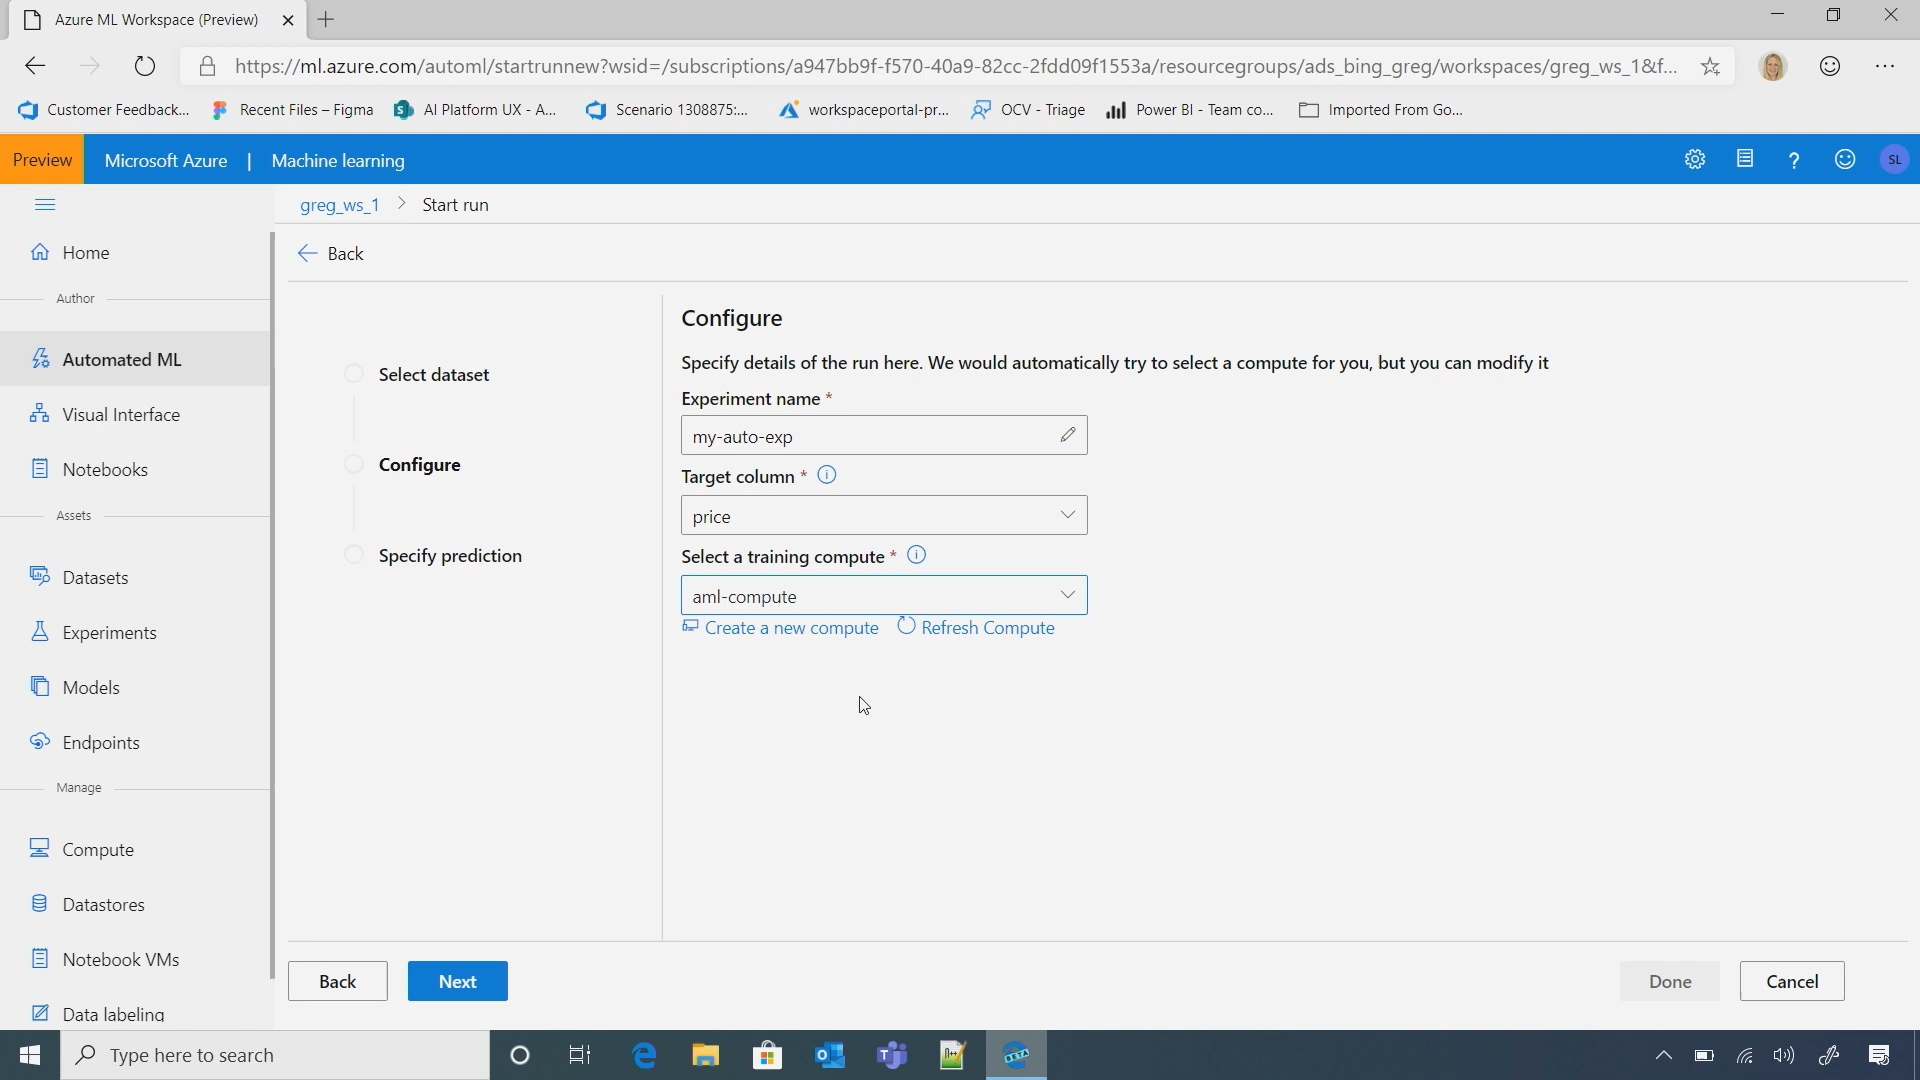 Azure ML Workspace (Preview)
https://ml.azure.com/automl/startrunnew?wsid=/subscriptions/a947bb9f-f570-40a9-82cc-2fdd09f1553a/resourcegroups/ads_bing_greg/workspaces/greg_ws_1&f...
Customer Feedback... Recent Files – Figma AI Platform UX - A... Scenario 1308875:... workspaceportal-pr... OCV - Triage Power BI - Team co... Imported From Go...
Preview Microsoft Azure | Machine learning SL
greg_ws_1 > Start run
Back
Home
Author
Automated ML
Visual Interface
Notebooks
Assets
Datasets
Experiments
Models
Endpoints
Manage
Compute
Datastores
Notebook VMs
Data labeling
Select dataset
Configure
Specify prediction
Configure
Specify details of the run here. We would automatically try to select a compute for you, but you can modify it
Experiment name *
my-auto-exp
Target column *
price
Select a training compute *
aml-compute
Create a new compute Refresh Compute
Back Next Done Cancel
Type here to search
BETA